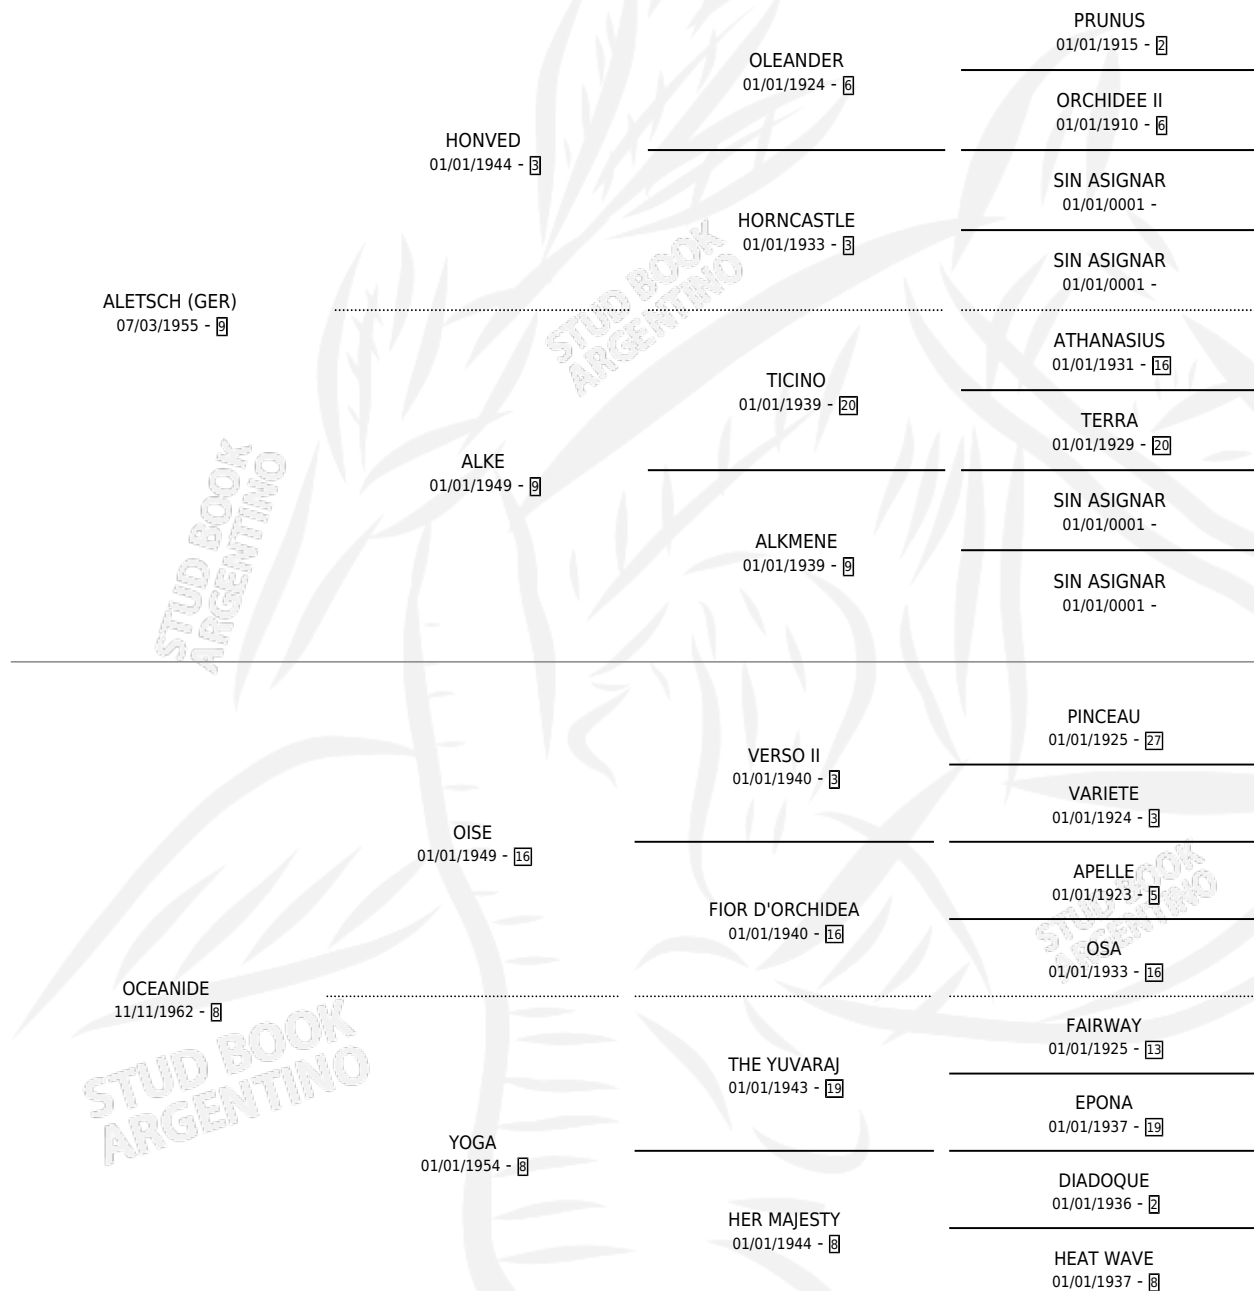 PRUNUS
01/01/1915 - 2
OLEANDER
01/01/1924 - 6
ORCHIDEE II
01/01/1910 - 6
HONVED
01/01/1944 - 3
SIN ASIGNAR
01/01/0001 -
HORNCASTLE
01/01/1933 - 3
SIN ASIGNAR
01/01/0001 -
STUD BOOK
ARGENTINO
ALETSCH (GER)
07/03/1955 - 9
ATHANASIUS
01/01/1931 - 16
TICINO
01/01/1939 - 20
TERRA
01/01/1929 - 20
ALKE
01/01/1949 - 9
SIN ASIGNAR
01/01/0001 -
ALKMENE
01/01/1939 - 9
SIN ASIGNAR
01/01/0001 -
STUD BOOK
ARGENTINO
PINCEAU
01/01/1925 - 27
VERSO II
01/01/1940 - 3
VARIETE
01/01/1924 - 3
OISE
01/01/1949 - 16
APELLE
01/01/1923 - 5
FIOR D'ORCHIDEA
01/01/1940 - 16
OSA
01/01/1933 - 16
STUD BOOK
ARGENTINO
OCEANIDE
11/11/1962 - 8
STUD BOOK
ARGENTINO
FAIRWAY
01/01/1925 - 13
THE YUVARAJ
01/01/1943 - 19
EPONA
01/01/1937 - 19
YOGA
01/01/1954 - 8
DIADOQUE
01/01/1936 - 2
HER MAJESTY
01/01/1944 - 8
HEAT WAVE
01/01/1937 - 8